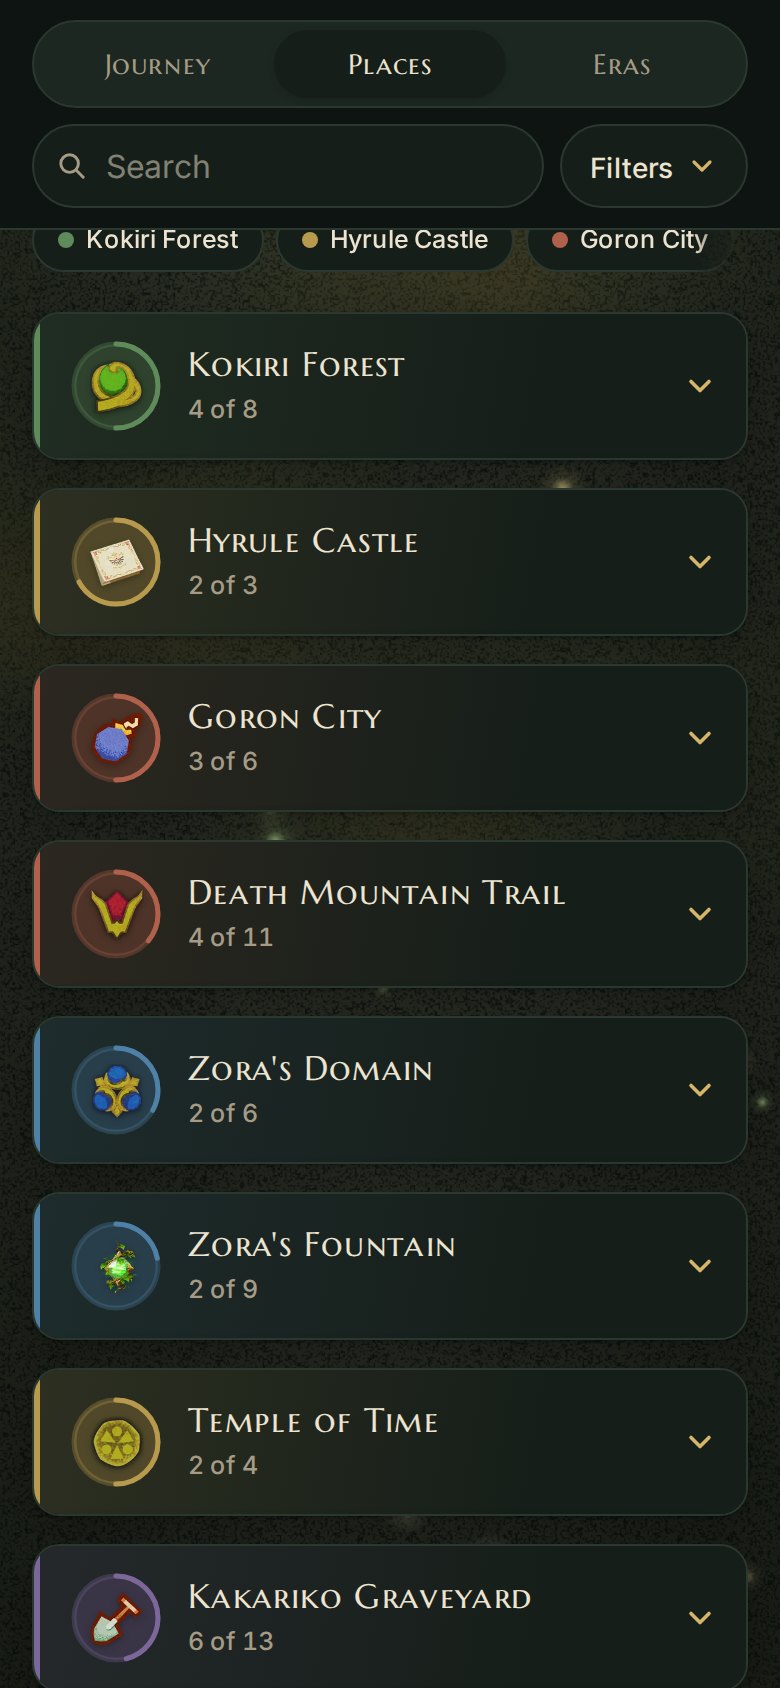 Journey
Places
Eras
Search
Filters
Kokiri Forest
Hyrule Castle
Goron City
Kokiri Forest
4 of 8
Hyrule Castle
2 of 3
Goron City
3 of 6
Death Mountain Trail
4 of 11
Zora's Domain
2 of 6
Zora's Fountain
2 of 9
Temple of Time
2 of 4
Kakariko Graveyard
6 of 13